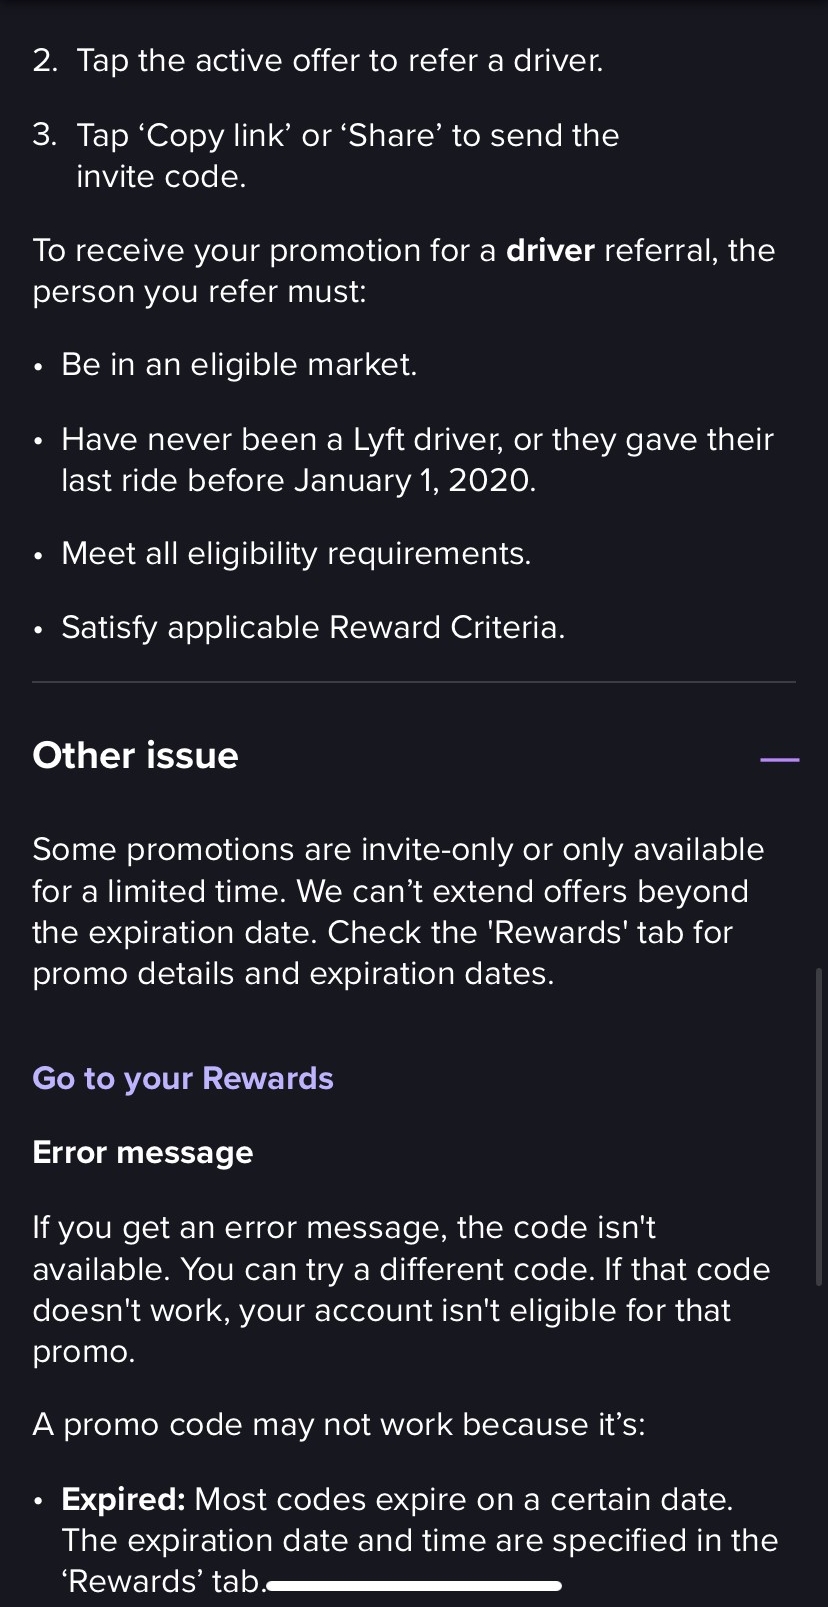 2. Tap the active offer to refer a driver.
3. Tap ‘Copy link’ or ‘Share’ to send the
invite code.
To receive your promotion for a driver referral, the
person you refer must:
• Be in an eligible market.
• Have never been a Lyft driver, or they gave their
last ride before January 1, 2020.
• Meet all eligibility requirements.
• Satisfy applicable Reward Criteria.
Other issue
Some promotions are invite-only or only available
for a limited time. We can’t extend offers beyond
the expiration date. Check the 'Rewards' tab for
promo details and expiration dates.
Go to your Rewards
Error message
If you get an error message, the code isn't
available. You can try a different code. If that code
doesn't work, your account isn't eligible for that
promo.
A promo code may not work because it’s:
• Expired: Most codes expire on a certain date.
The expiration date and time are specified in the
‘Rewards’ tab.